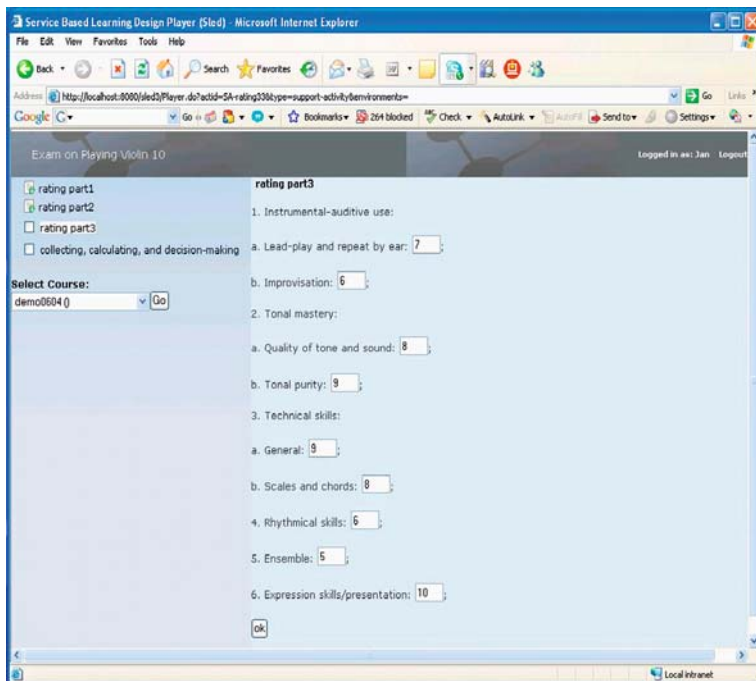 Service Based Learning Design Player (Sled) - Microsoft Internet Explorer
File Edit View Favorites Tools Help
Back Search Favorites
Address http://localhost:8080/sled3/Player.do?actid=SA-rating33&type=support-activity&environments= Go Links
Google Go Bookmarks 264 blocked Check AutoLink AutoFill Send to Settings
Exam on Playing Violin 10
Logged in as: Jan Logout
rating part1
rating part2
rating part3
collecting, calculating, and decision-making
Select Course:
demo0604 () Go
rating part3
1. Instrumental-auditive use:
a. Lead-play and repeat by ear: 7 ;
b. Improvisation: 6 ;
2. Tonal mastery:
a. Quality of tone and sound: 8 ;
b. Tonal purity: 9 ;
3. Technical skills:
a. General: 9 ;
b. Scales and chords: 8 ;
4. Rhythmical skills: 6 ;
5. Ensemble: 5 ;
6. Expression skills/presentation: 10 ;
ok
Local intranet